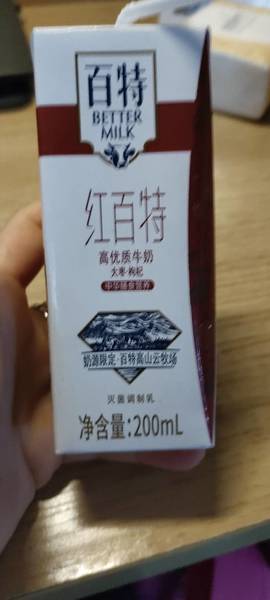 百特
BETTER
MILK
红百特
高优质牛奶
大枣·枸杞
中华膳食营养
奶源限定·百特高山云牧场
灭菌调制乳
净含量:200mL